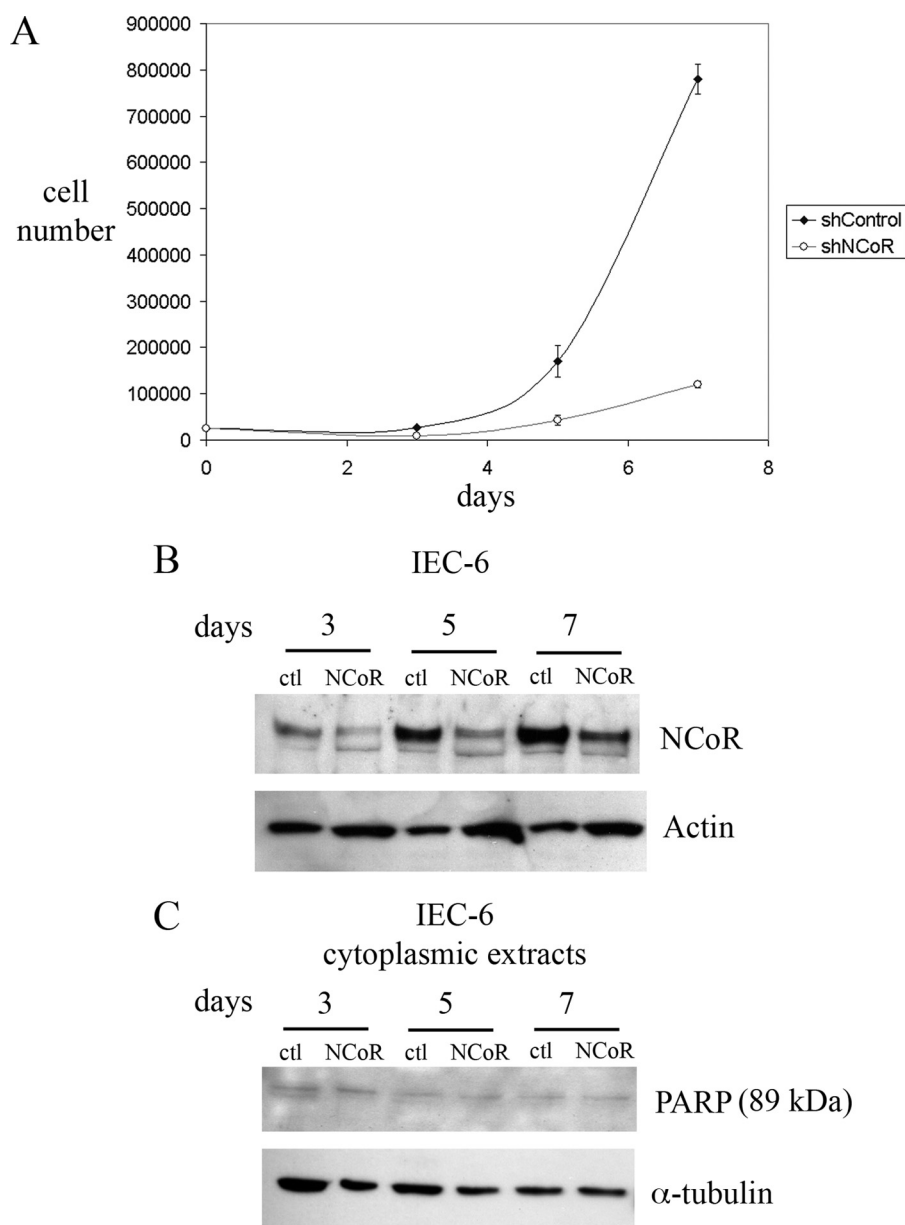 A
900000
800000
700000
600000
500000
400000
300000
200000
100000
0
cell
number
0 2 4 6 8
days
shControl
shNCoR
B
IEC-6
days 3 5 7
ctl NCoR ctl NCoR ctl NCoR
NCoR
Actin
C
IEC-6
cytoplasmic extracts
days 3 5 7
ctl NCoR ctl NCoR ctl NCoR
PARP (89 kDa)
α-tubulin